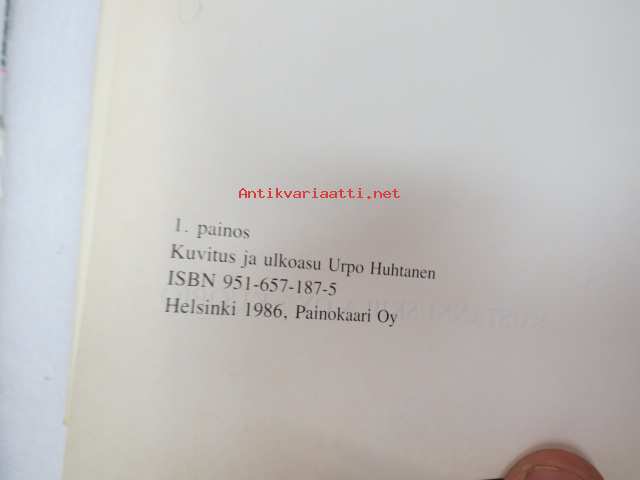 Antikvariaatti.net
1. painos
Kuvitus ja ulkoasu Urpo Huhtanen
ISBN 951-657-187-5
Helsinki 1986, Painokaari Oy